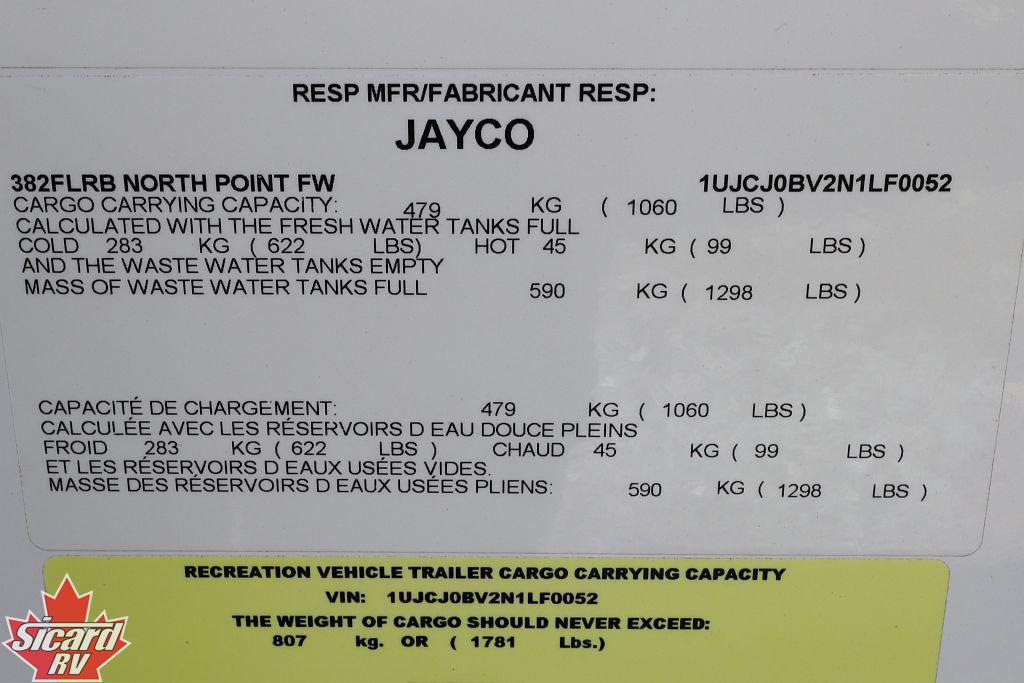 RESP MFR/FABRICANT RESP:
JAYCO
382FLRB NORTH POINT FW 1UJCJ0BV2N1LF0052
CARGO CARRYING CAPACITY: 479 KG ( 1060 LBS )
CALCULATED WITH THE FRESH WATER TANKS FULL
COLD 283 KG ( 622 LBS) HOT 45 KG ( 99 LBS )
AND THE WASTE WATER TANKS EMPTY
MASS OF WASTE WATER TANKS FULL 590 KG ( 1298 LBS )
CAPACITÉ DE CHARGEMENT: 479 KG ( 1060 LBS )
CALCULÉE AVEC LES RÉSERVOIRS D EAU DOUCE PLEINS
FROID 283 KG ( 622 LBS ) CHAUD 45 KG ( 99 LBS )
ET LES RÉSERVOIRS D EAUX USÉES VIDES.
MASSE DES RÉSERVOIRS D EAUX USÉES PLIENS: 590 KG ( 1298 LBS )
RECREATION VEHICLE TRAILER CARGO CARRYING CAPACITY
VIN: 1UJCJ0BV2N1LF0052
THE WEIGHT OF CARGO SHOULD NEVER EXCEED:
807 kg. OR ( 1781 Lbs.)
Sicard
RV